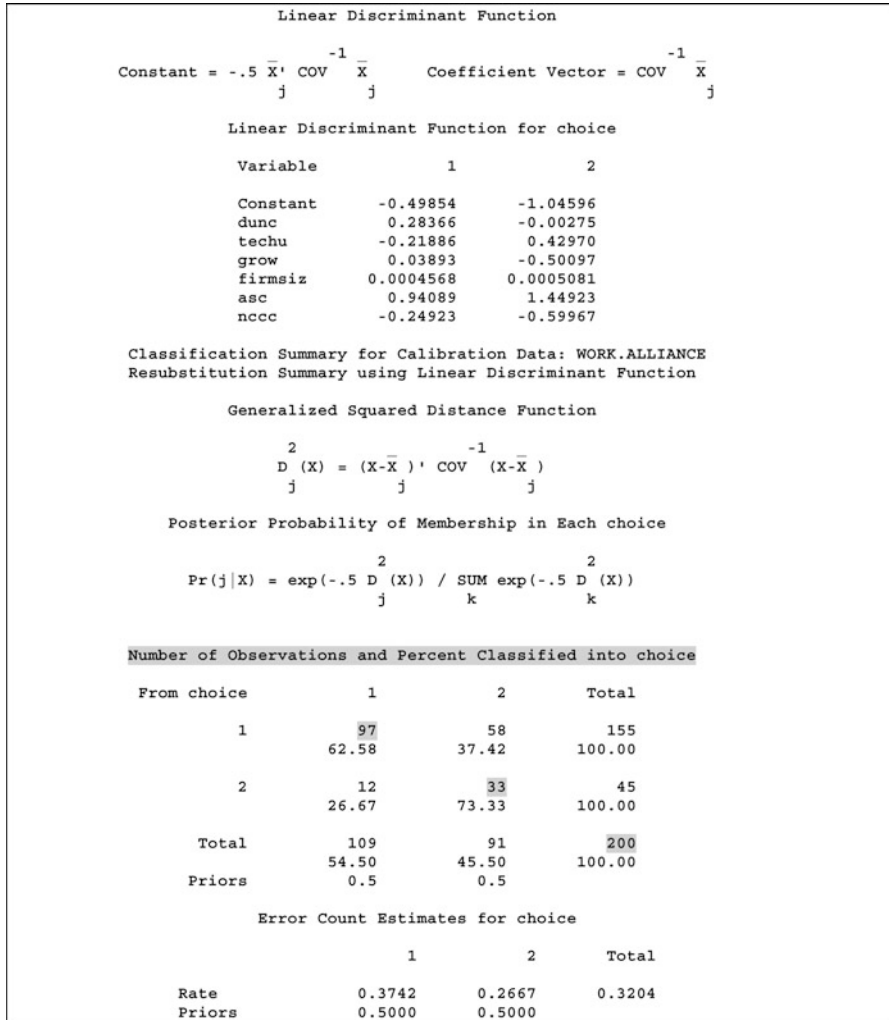 Linear Discriminant Function
-1 _ -1 _
Constant = -.5 X̄' COV X Coefficient Vector = COV X
j j j
Linear Discriminant Function for choice
Variable 1 2
Constant -0.49854 -1.04596
dunc 0.28366 -0.00275
techu -0.21886 0.42970
grow 0.03893 -0.50097
firmsiz 0.0004568 0.0005081
asc 0.94089 1.44923
nccc -0.24923 -0.59967
Classification Summary for Calibration Data: WORK.ALLIANCE
Resubstitution Summary using Linear Discriminant Function
Generalized Squared Distance Function
2 _ -1 _
D (X) = (X-X )' COV (X-X )
j j j
Posterior Probability of Membership in Each choice
2 2
Pr(j|X) = exp(-.5 D (X)) / SUM exp(-.5 D (X))
j k k
Number of Observations and Percent Classified into choice
From choice 1 2 Total
1 97 58 155
62.58 37.42 100.00
2 12 33 45
26.67 73.33 100.00
Total 109 91 200
54.50 45.50 100.00
Priors 0.5 0.5
Error Count Estimates for choice
1 2 Total
Rate 0.3742 0.2667 0.3204
Priors 0.5000 0.5000